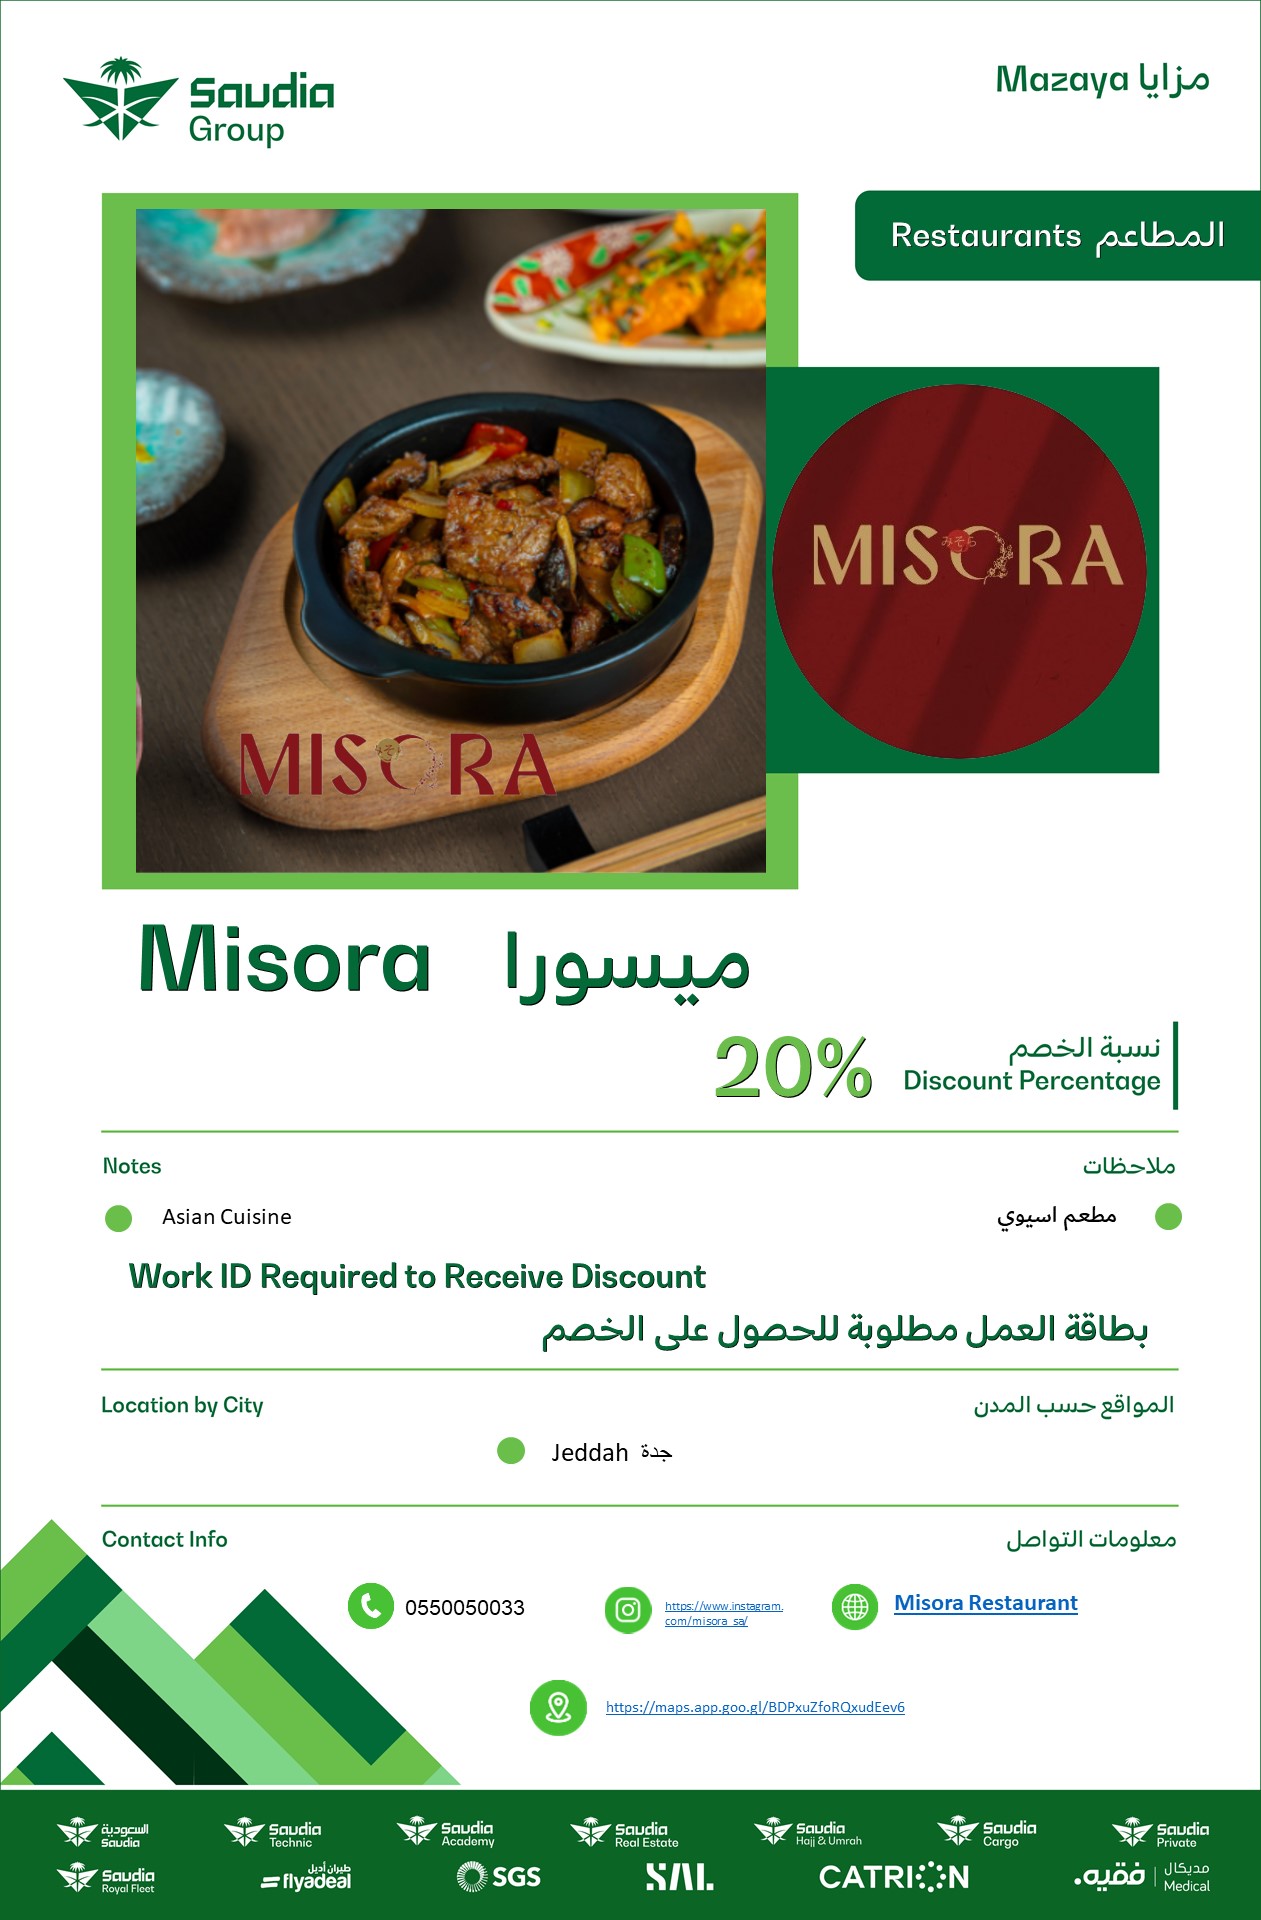 Saudia
Group
Mazaya مزايا
Restaurants المطاعم
MISORA
みそら
MISORA
Misora ميسورا
20%
نسبة الخصم
Discount Percentage
Notes
ملاحظات
Asian Cuisine
مطعم اسيوي
Work ID Required to Receive Discount
بطاقة العمل مطلوبة للحصول على الخصم
Location by City
المواقع حسب المدن
Jeddah جدة
Contact Info
معلومات التواصل
0550050033
https://www.instagram.
com/misora_sa/
Misora Restaurant
https://maps.app.goo.gl/BDPxuZfoRQxudEev6
السعودية
Saudia
Saudia
Technic
Saudia
Academy
Saudia
Real Estate
Saudia
Hajj & Umrah
Saudia
Cargo
Saudia
Private
Saudia
Royal Fleet
طيران أديل
flyadeal
SGS
SAL
CATRION
فقيه.
مديكال
Medical